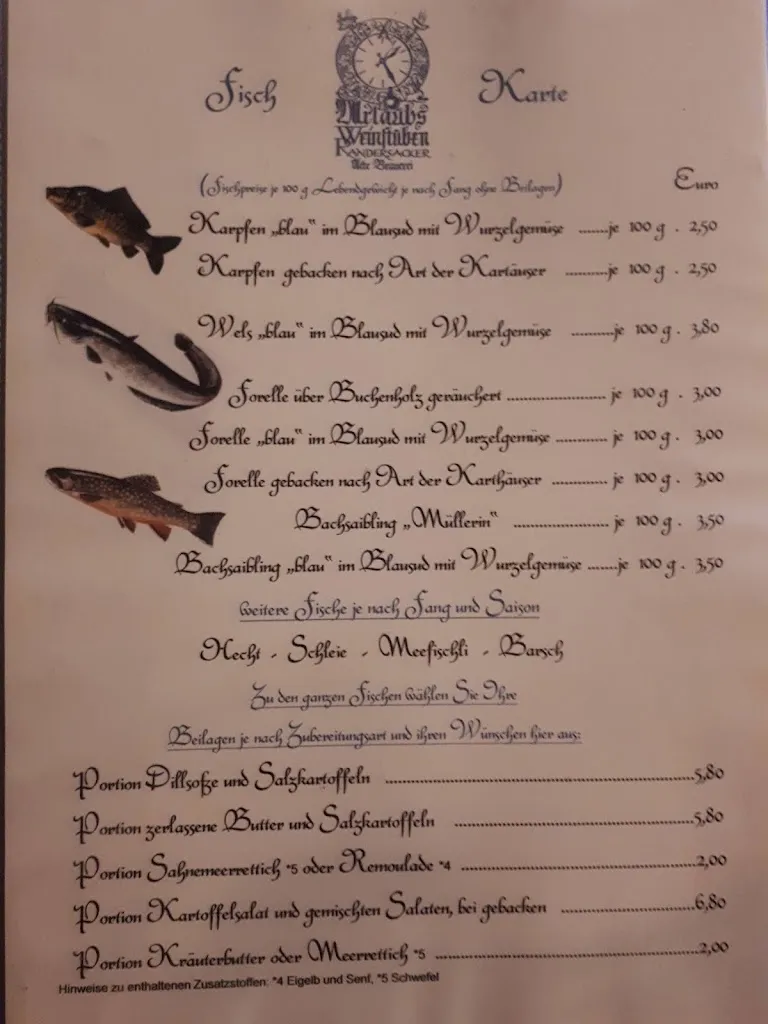 Fisch
Urlaubs
Weinstuben
RANDERSACKER
Alte Brauerei
Karte
(Fischpreise je 100 g Lebendgewicht je nach Fang ohne Beilagen)
Euro
Karpfen „blau“ im Blausud mit Wurzelgemüse .......je 100 g . 2,50
Karpfen gebacken nach Art der Kartäuser ..........je 100 g . 2,50
Wels „blau“ im Blausud mit Wurzelgemüse ..........je 100 g . 3,80
Forelle über Buchenholz geräuchert ........................ je 100 g . 3,00
Forelle „blau“ im Blausud mit Wurzelgemüse ............. je 100 g . 3,00
Forelle gebacken nach Art der Karthäuser ............. je 100 g . 3,00
Bachsaibling „Müllerin“ ....................... je 100 g . 3,50
Bachsaibling „blau“ im Blausud mit Wurzelgemüse .......je 100 g . 3,50
weitere Fische je nach Fang und Saison
Hecht - Schleie - Meefischli - Barsch
Zu den ganzen Fischen wählen Sie Ihre
Beilagen je nach Zubereitungsart und ihren Wünschen hier aus:
Portion Dillsoße und Salzkartoffeln ............................................................5,80
Portion zerlassene Butter und Salzkartoffeln ..................................................5,80
Portion Sahnemeerrettich *5 oder Remoulade *4 ..................................................2,00
Portion Kartoffelsalat und gemischten Salaten, bei gebacken ................................6,80
Portion Kräuterbutter oder Meerrettich *5 ......................................................2,00
Hinweise zu enthaltenen Zusatzstoffen: *4 Eigelb und Senf, *5 Schwefel